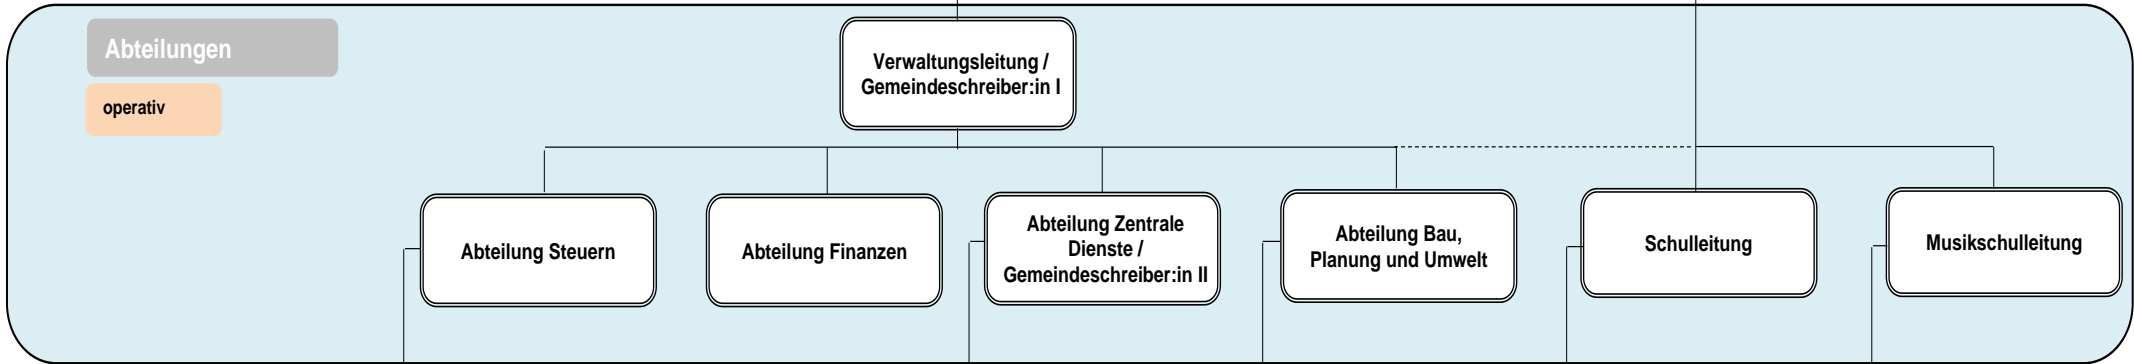 Abteilungen
operativ
Verwaltungsleitung /
Gemeindeschreiber:in I
Abteilung Steuern
Abteilung Finanzen
Abteilung Zentrale
Dienste /
Gemeindeschreiber:in II
Abteilung Bau,
Planung und Umwelt
Schulleitung
Musikschulleitung